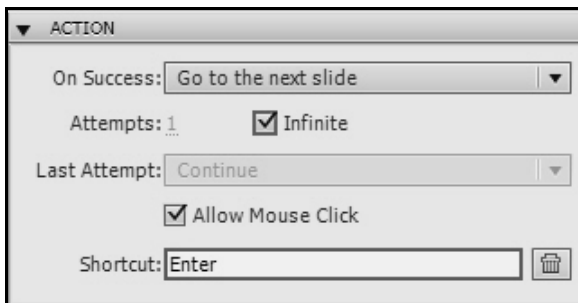 ACTION
On Success: Go to the next slide
Attempts: 1 Infinite
Last Attempt: Continue
Allow Mouse Click
Shortcut: Enter